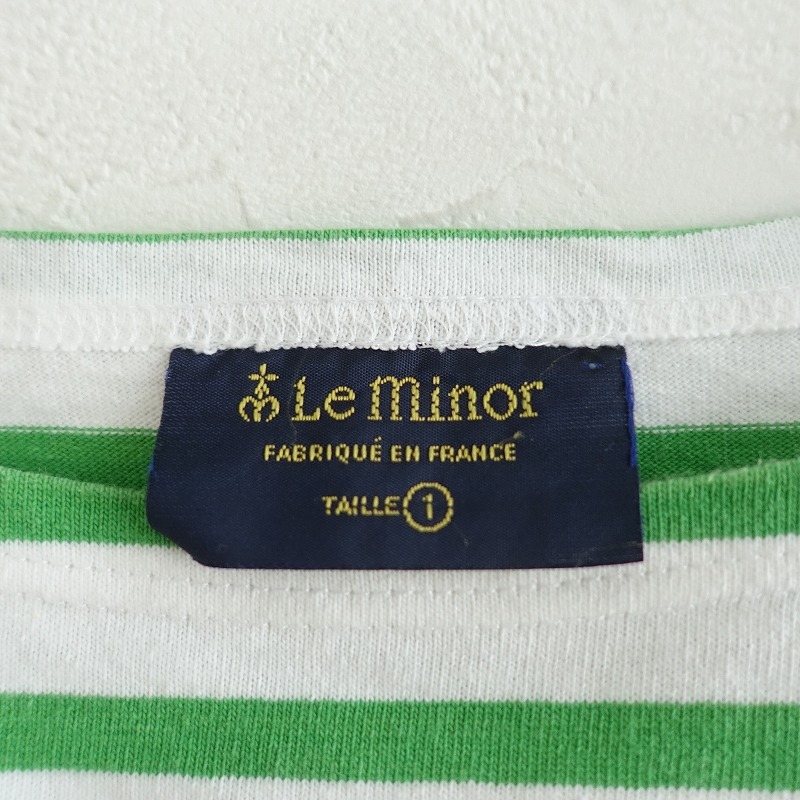 Le Minor
FABRIQUÉ EN FRANCE
TAILLE 1